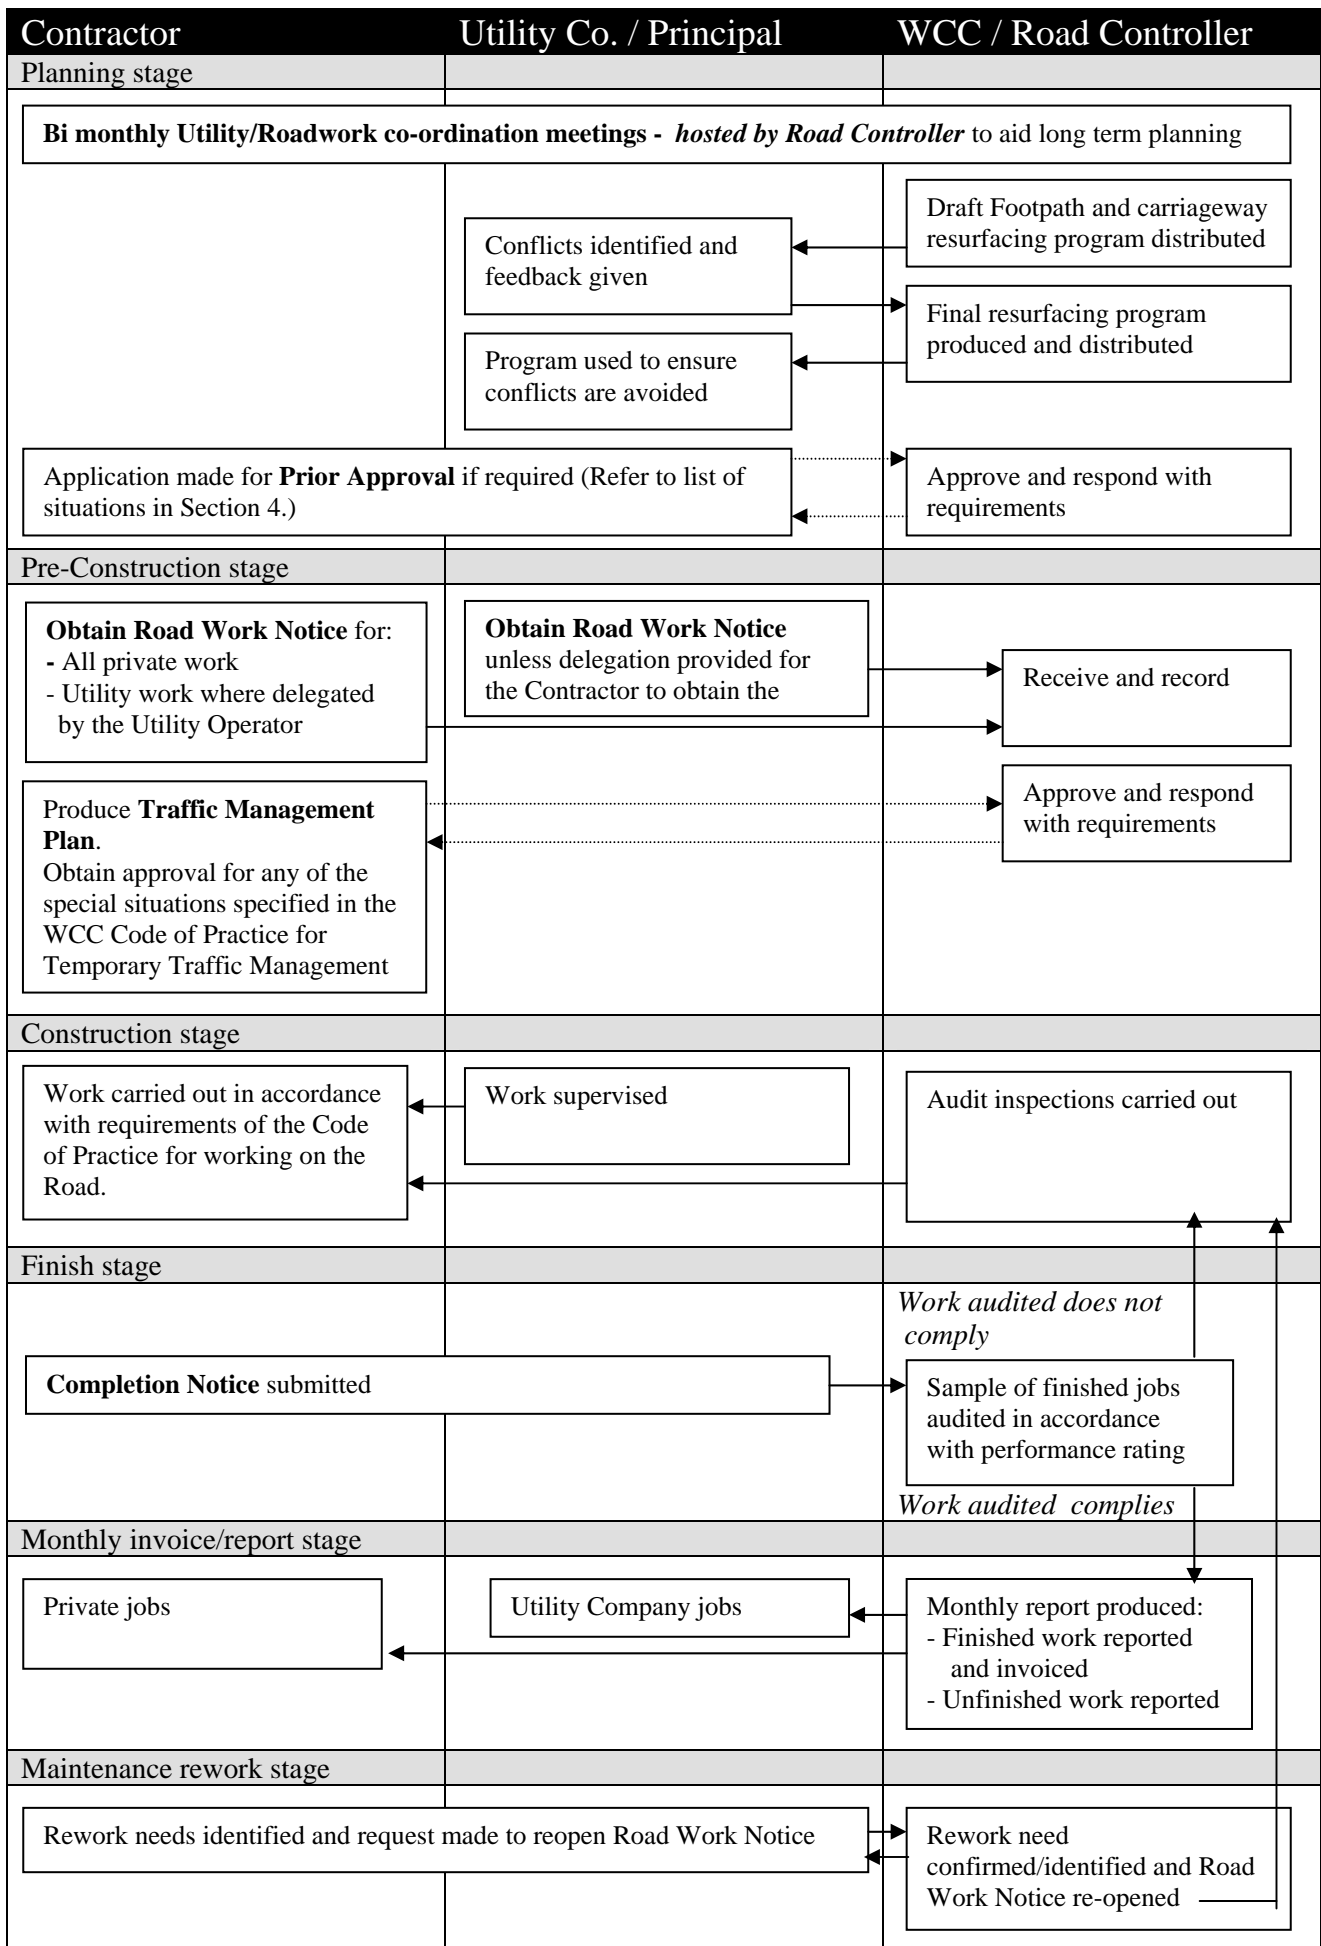 Contractor
Utility Co. / Principal
WCC / Road Controller
Planning stage
Bi monthly Utility/Roadwork co-ordination meetings - hosted by Road Controller to aid long term planning
Draft Footpath and carriageway
resurfacing program distributed
Conflicts identified and
feedback given
Final resurfacing program
produced and distributed
Program used to ensure
conflicts are avoided
Application made for Prior Approval if required (Refer to list of
situations in Section 4.)
Approve and respond with
requirements
Pre-Construction stage
Obtain Road Work Notice for:
- All private work
- Utility work where delegated
by the Utility Operator
Obtain Road Work Notice
unless delegation provided for
the Contractor to obtain the
Receive and record
Produce Traffic Management
Plan.
Obtain approval for any of the
special situations specified in the
WCC Code of Practice for
Temporary Traffic Management
Approve and respond
with requirements
Construction stage
Work carried out in accordance
with requirements of the Code
of Practice for working on the
Road.
Work supervised
Audit inspections carried out
Finish stage
Work audited does not
comply
Completion Notice submitted
Sample of finished jobs
audited in accordance
with performance rating
Work audited complies
Monthly invoice/report stage
Private jobs
Utility Company jobs
Monthly report produced:
- Finished work reported
and invoiced
- Unfinished work reported
Maintenance rework stage
Rework needs identified and request made to reopen Road Work Notice
Rework need
confirmed/identified and Road
Work Notice re-opened